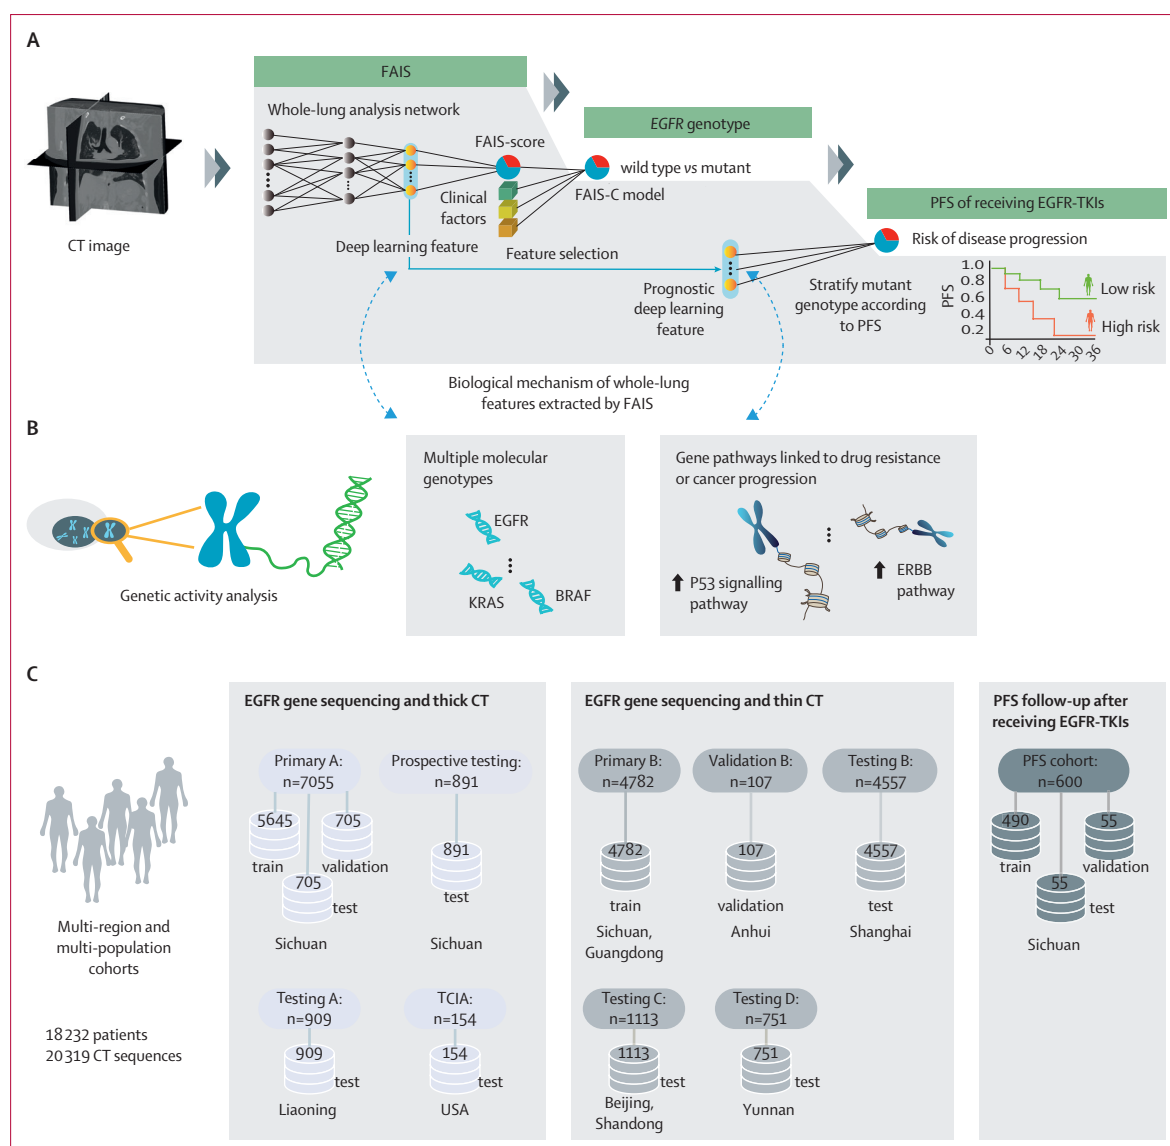 A
FAIS
Whole-lung analysis network
FAIS-score
EGFR genotype
wild type vs mutant
Clinical
factors
FAIS-C model
CT image
Deep learning feature
Feature selection
PFS of receiving EGFR-TKIs
Risk of disease progression
Prognostic
deep learning
feature
Stratify mutant
genotype according
to PFS
PFS
1.0
0.8
0.6
0.4
0.2
0
6
12
18
24
30
36
Low risk
High risk
Biological mechanism of whole-lung
features extracted by FAIS
B
Genetic activity analysis
Multiple molecular
genotypes
EGFR
KRAS
BRAF
Gene pathways linked to drug resistance
or cancer progression
P53 signalling
pathway
ERBB
pathway
C
Multi-region and
multi-population
cohorts
18 232 patients
20 319 CT sequences
EGFR gene sequencing and thick CT
Primary A:
n=7055
5645
train
705
validation
705
test
Sichuan
Prospective testing:
n=891
891
test
Sichuan
Testing A:
n=909
909
test
Liaoning
TCIA:
n=154
154
test
USA
EGFR gene sequencing and thin CT
Primary B:
n=4782
4782
train
Sichuan,
Guangdong
Validation B:
n=107
107
validation
Anhui
Testing B:
n=4557
4557
test
Shanghai
Testing C:
n=1113
1113
test
Beijing,
Shandong
Testing D:
n=751
751
test
Yunnan
PFS follow-up after
receiving EGFR-TKIs
PFS cohort:
n=600
490
train
55
validation
55
test
Sichuan